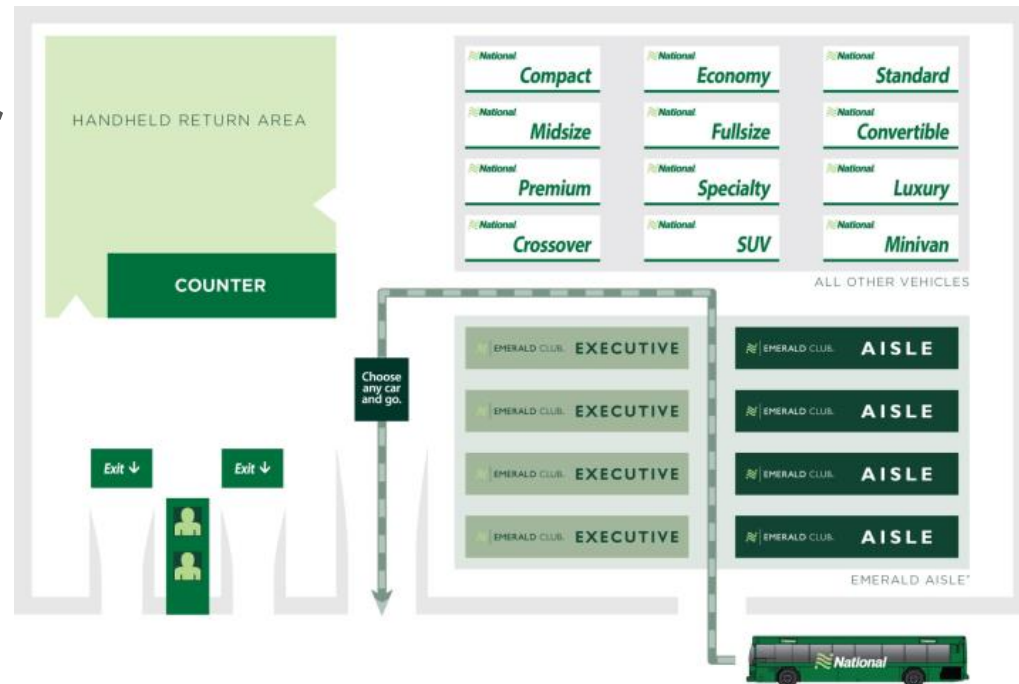 HANDHELD RETURN AREA
COUNTER
National
Compact
National
Economy
National
Standard
National
Midsize
National
Fullsize
National
Convertible
National
Premium
National
Specialty
National
Luxury
National
Crossover
National
SUV
National
Minivan
ALL OTHER VEHICLES
Choose
any car
and go.
EMERALD CLUB. EXECUTIVE
EMERALD CLUB. AISLE
EMERALD CLUB. EXECUTIVE
EMERALD CLUB. AISLE
EMERALD CLUB. EXECUTIVE
EMERALD CLUB. AISLE
EMERALD CLUB. EXECUTIVE
EMERALD CLUB. AISLE
EMERALD AISLE®
Exit ↓
Exit ↓
National